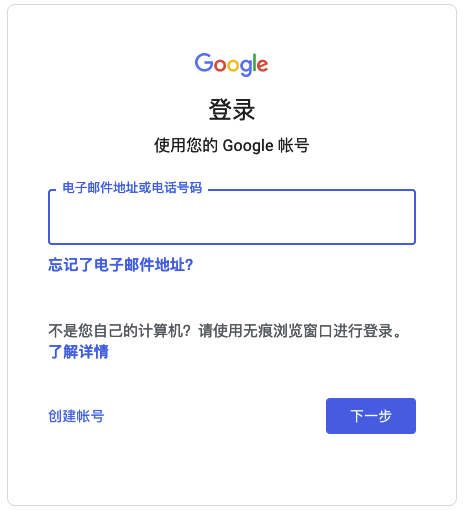 Google
登录
使用您的 Google 帐号
电子邮件地址或电话号码
忘记了电子邮件地址?
不是您自己的计算机？请使用无痕浏览窗口进行登录。
了解详情
创建帐号
下一步